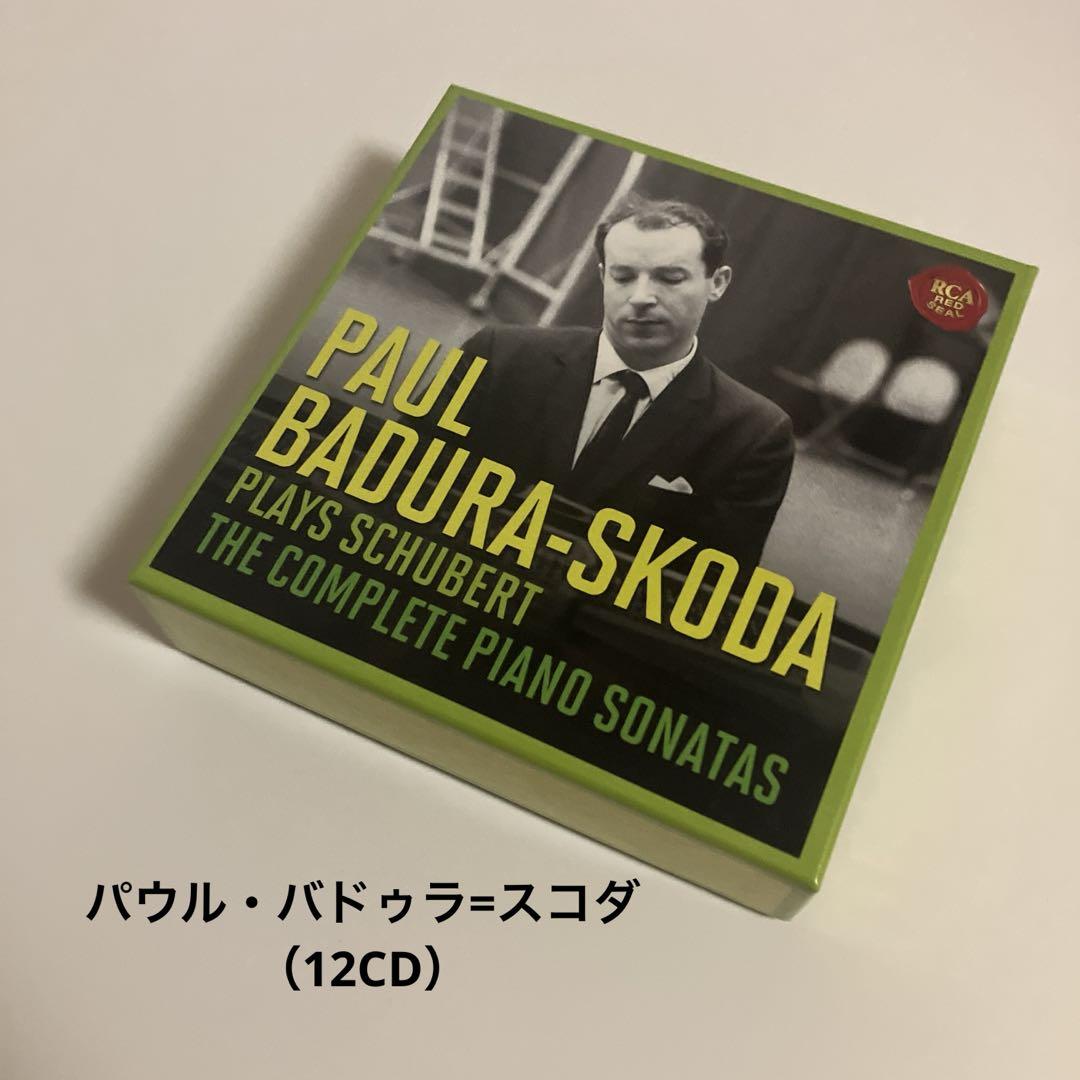 RCA
RED
SEAL
PAUL
BADURA-SKODA
PLAYS SCHUBERT
THE COMPLETE PIANO SONATAS
パウル・バドゥラ=スコダ
（12CD）